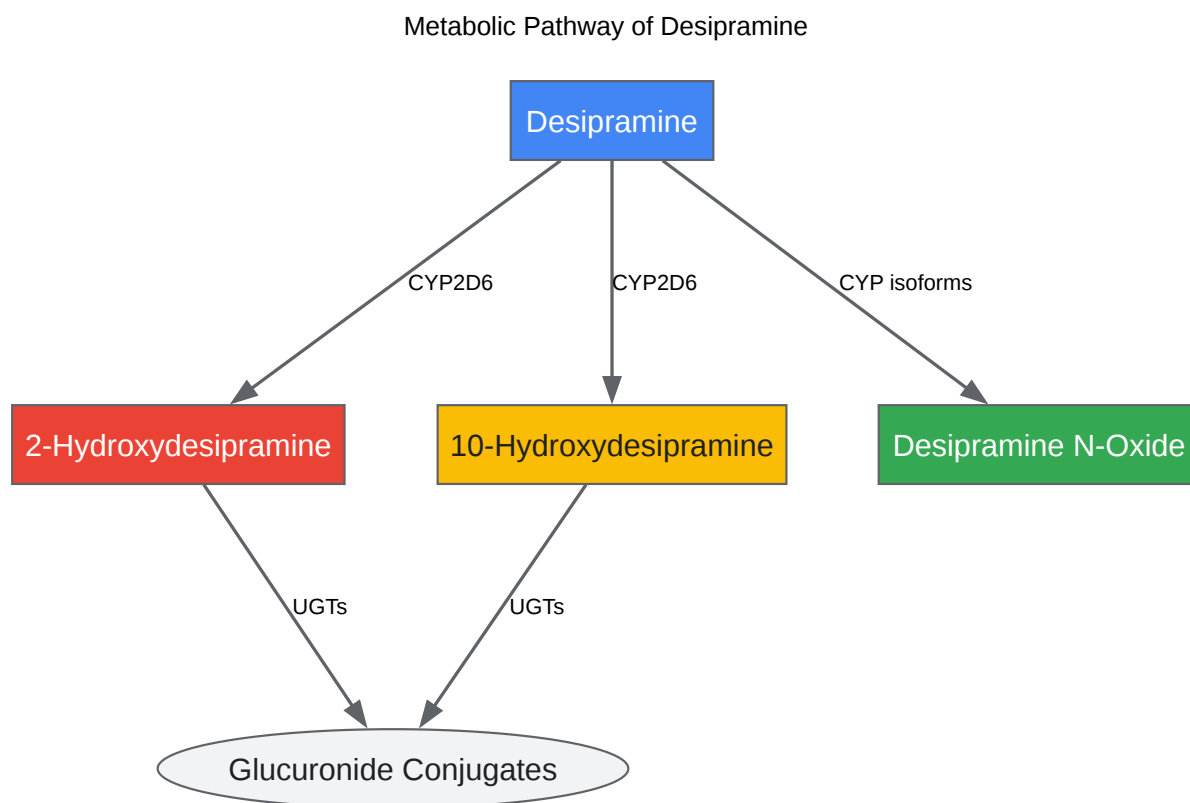 Metabolic Pathway of Desipramine
Desipramine
CYP2D6
CYP2D6
CYP isoforms
2-Hydroxydesipramine
10-Hydroxydesipramine
Desipramine N-Oxide
UGTs
UGTs
Glucuronide Conjugates